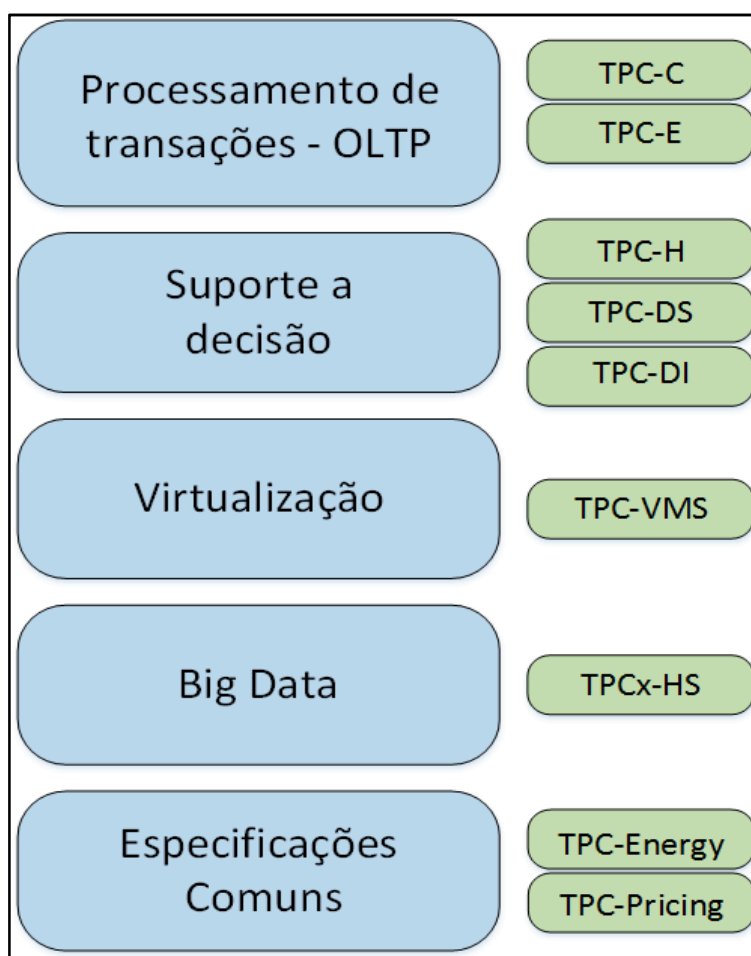 Processamento de
transações - OLTP
TPC-C
TPC-E
Suporte a
decisão
TPC-H
TPC-DS
TPC-DI
Virtualização
TPC-VMS
Big Data
TPCx-HS
Especificações
Comuns
TPC-Energy
TPC-Pricing